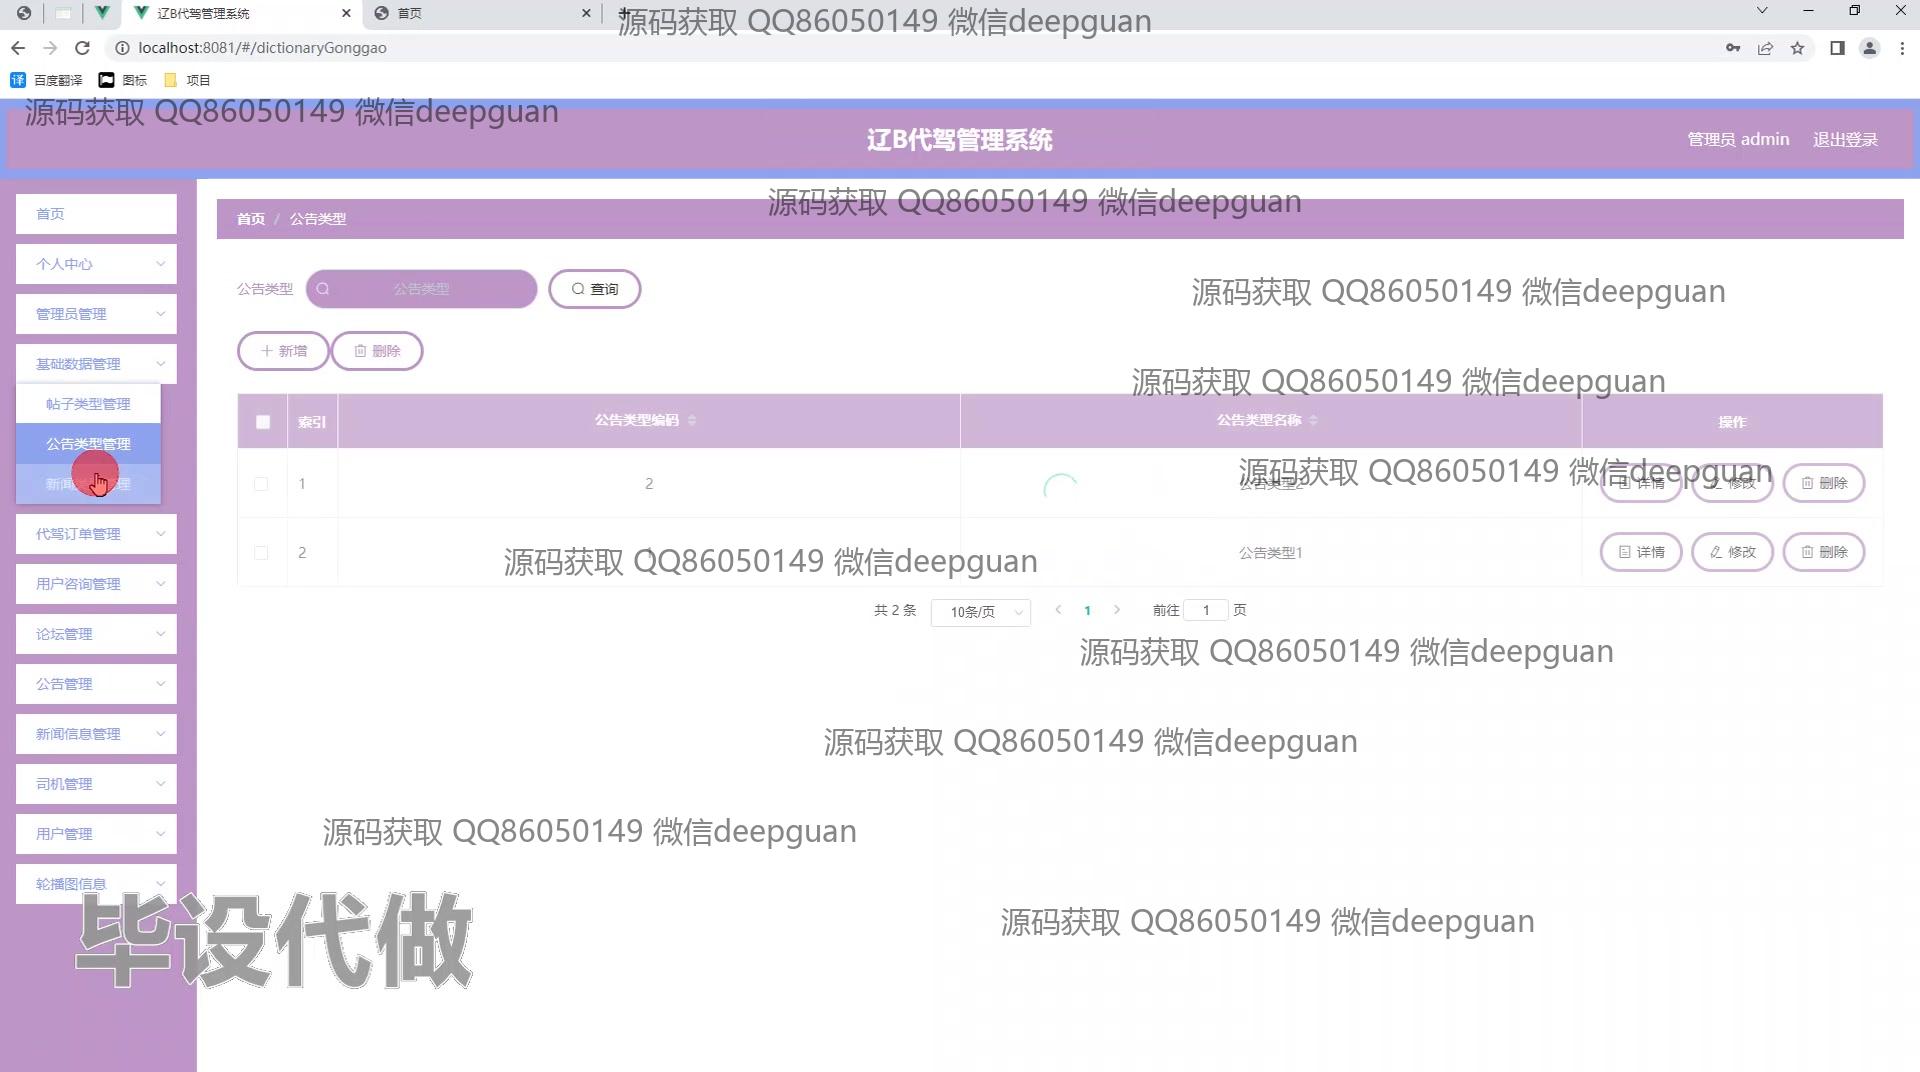 辽B代驾管理系统
首页
源码获取 QQ86050149 微信deepguan
localhost:8081/#/dictionaryGonggao
百度翻译
图标
项目
源码获取 QQ86050149 微信deepguan
辽B代驾管理系统
管理员 admin
退出登录
源码获取 QQ86050149 微信deepguan
首页 / 公告类型
首页
个人中心
管理员管理
基础数据管理
帖子类型管理
公告类型管理
代驾订单管理
用户咨询管理
论坛管理
公告管理
新闻信息管理
司机管理
用户管理
轮播图信息
公告类型
公告类型
查询
源码获取 QQ86050149 微信deepguan
新增
删除
源码获取 QQ86050149 微信deepguan
索引 公告类型编码 公告类型名称 操作
源码获取 QQ86050149 微信deepguan
1 2 公告类型2 详情 修改 删除
2 公告类型1 详情 修改 删除
源码获取 QQ86050149 微信deepguan
共 2 条 10条/页 1 前往 1 页
源码获取 QQ86050149 微信deepguan
源码获取 QQ86050149 微信deepguan
源码获取 QQ86050149 微信deepguan
毕设代做
源码获取 QQ86050149 微信deepguan